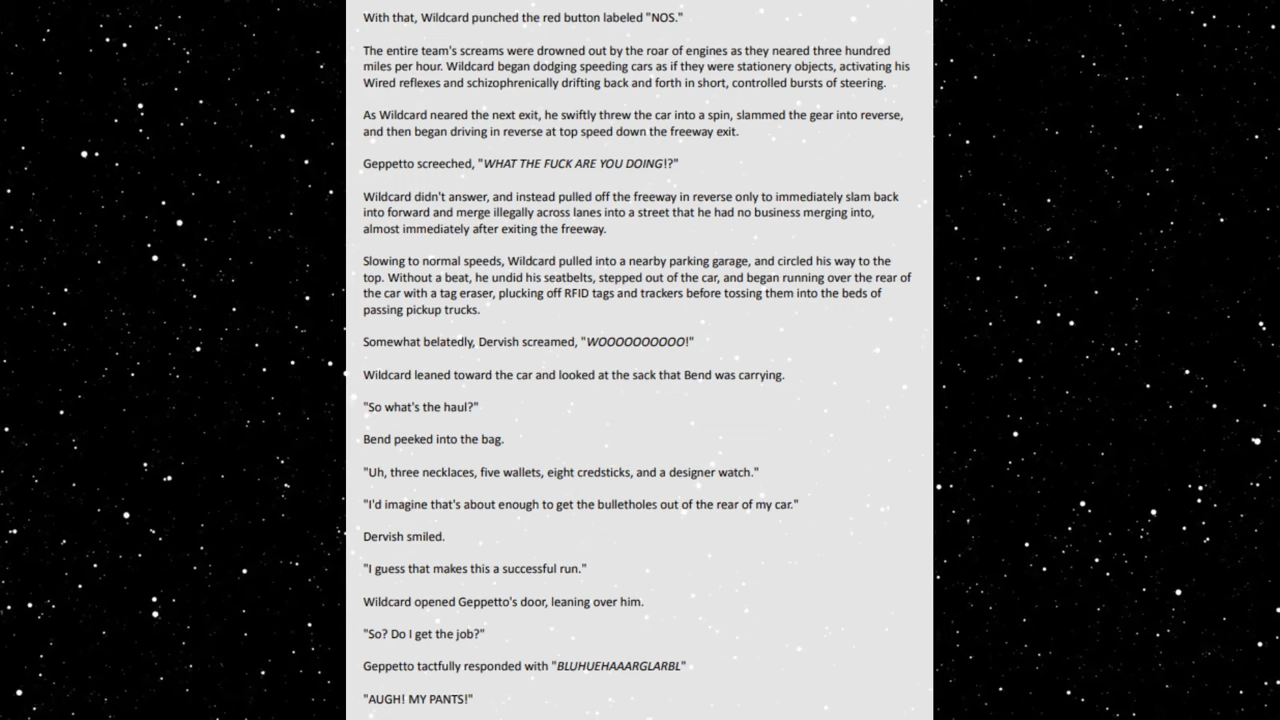 With that, Wildcard punched the red button labeled "NOS."
The entire team's screams were drowned out by the roar of engines as they neared three hundred
miles per hour. Wildcard began dodging speeding cars as if they were stationery objects, activating his
Wired reflexes and schizophrenically drifting back and forth in short, controlled bursts of steering.
As Wildcard neared the next exit, he swiftly threw the car into a spin, slammed the gear into reverse,
and then began driving in reverse at top speed down the freeway exit.
Geppetto screeched, "WHAT THE FUCK ARE YOU DOING!?"
Wildcard didn't answer, and instead pulled off the freeway in reverse only to immediately slam back
into forward and merge illegally across lanes into a street that he had no business merging into,
almost immediately after exiting the freeway.
Slowing to normal speeds, Wildcard pulled into a nearby parking garage, and circled his way to the
top. Without a beat, he undid his seatbelts, stepped out of the car, and began running over the rear of
the car with a tag eraser, plucking off RFID tags and trackers before tossing them into the beds of
passing pickup trucks.
Somewhat belatedly, Dervish screamed, "WOOOOOOOOOO!"
Wildcard leaned toward the car and looked at the sack that Bend was carrying.
"So what's the haul?"
Bend peeked into the bag.
"Uh, three necklaces, five wallets, eight credsticks, and a designer watch."
"I'd imagine that's about enough to get the bulletholes out of the rear of my car."
Dervish smiled.
"I guess that makes this a successful run."
Wildcard opened Geppetto's door, leaning over him.
"So? Do I get the job?"
Geppetto tactfully responded with "BLUHUEHAAARGLARBL"
"AUGH! MY PANTS!"